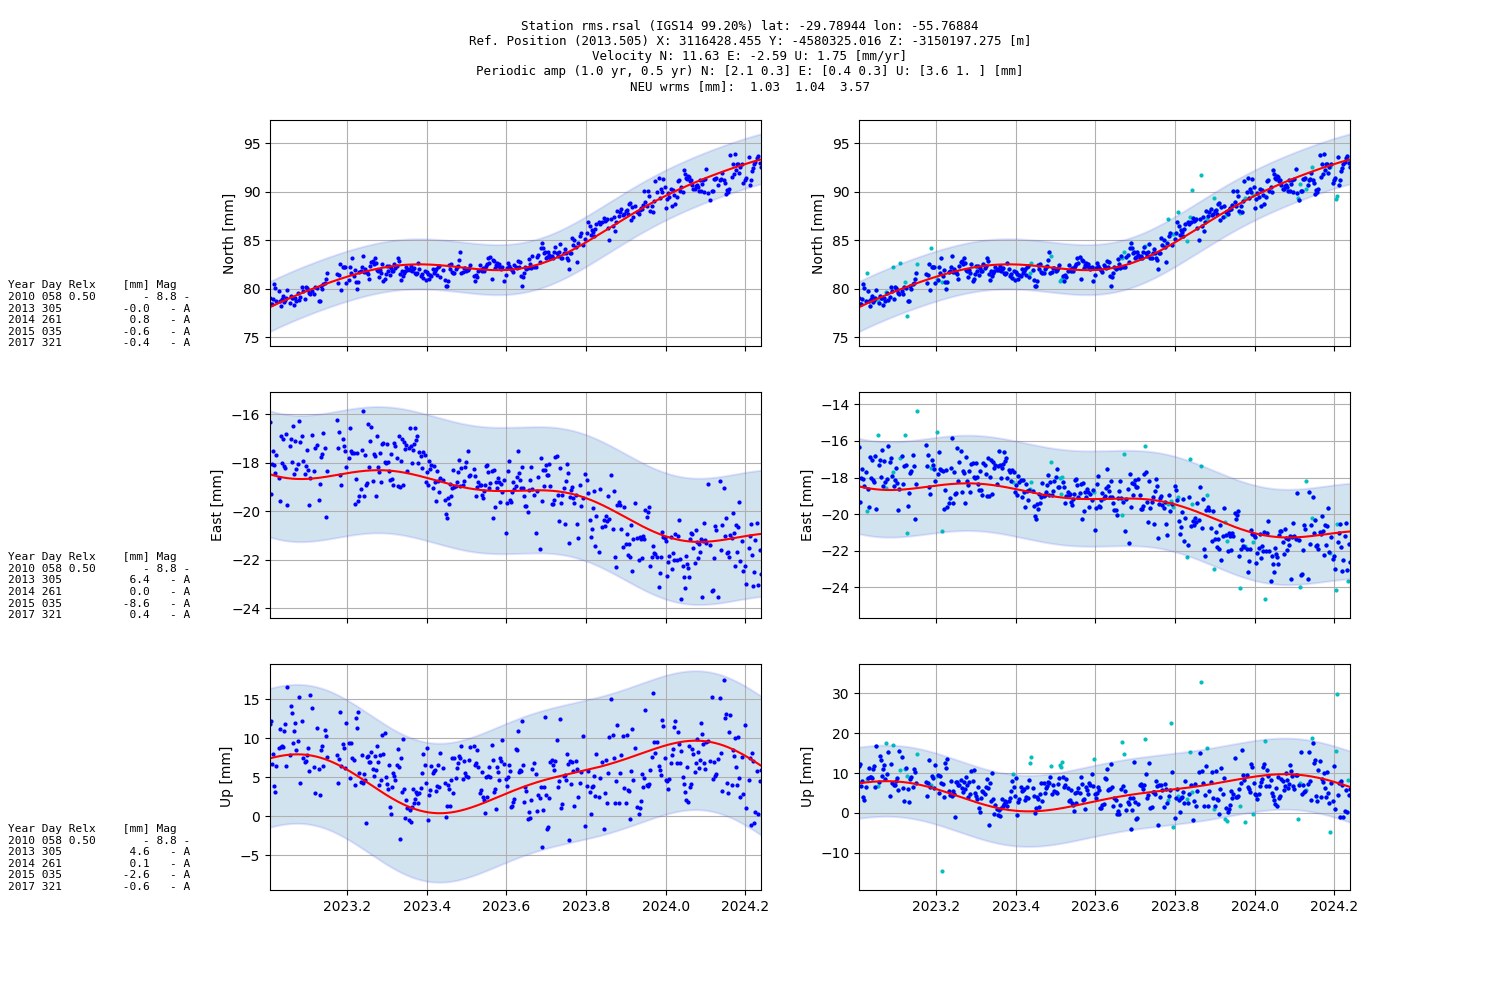 Station rms.rsal (IGS14 99.20%) lat: -29.78944 lon: -55.76884
Ref. Position (2013.505) X: 3116428.455 Y: -4580325.016 Z: -3150197.275 [m]
Velocity N: 11.63 E: -2.59 U: 1.75 [mm/yr]
Periodic amp (1.0 yr, 0.5 yr) N: [2.1 0.3] E: [0.4 0.3] U: [3.6 1. ] [mm]
NEU wrms [mm]:  1.03  1.04  3.57
North [mm]
95
90
85
80
75
North [mm]
95
90
85
80
75
Year Day Relx    [mm] Mag
2010 058 0.50       - 8.8 -
2013 305         -0.0   - A
2014 261          0.8   - A
2015 035         -0.6   - A
2017 321         -0.4   - A
East [mm]
−16
−18
−20
−22
−24
East [mm]
−14
−16
−18
−20
−22
−24
Year Day Relx    [mm] Mag
2010 058 0.50       - 8.8 -
2013 305          6.4   - A
2014 261          0.0   - A
2015 035         -8.6   - A
2017 321          0.4   - A
Up [mm]
15
10
5
0
−5
Up [mm]
30
20
10
0
−10
Year Day Relx    [mm] Mag
2010 058 0.50       - 8.8 -
2013 305          4.6   - A
2014 261          0.1   - A
2015 035         -2.6   - A
2017 321         -0.6   - A
2023.2 2023.4 2023.6 2023.8 2024.0 2024.2
2023.2 2023.4 2023.6 2023.8 2024.0 2024.2